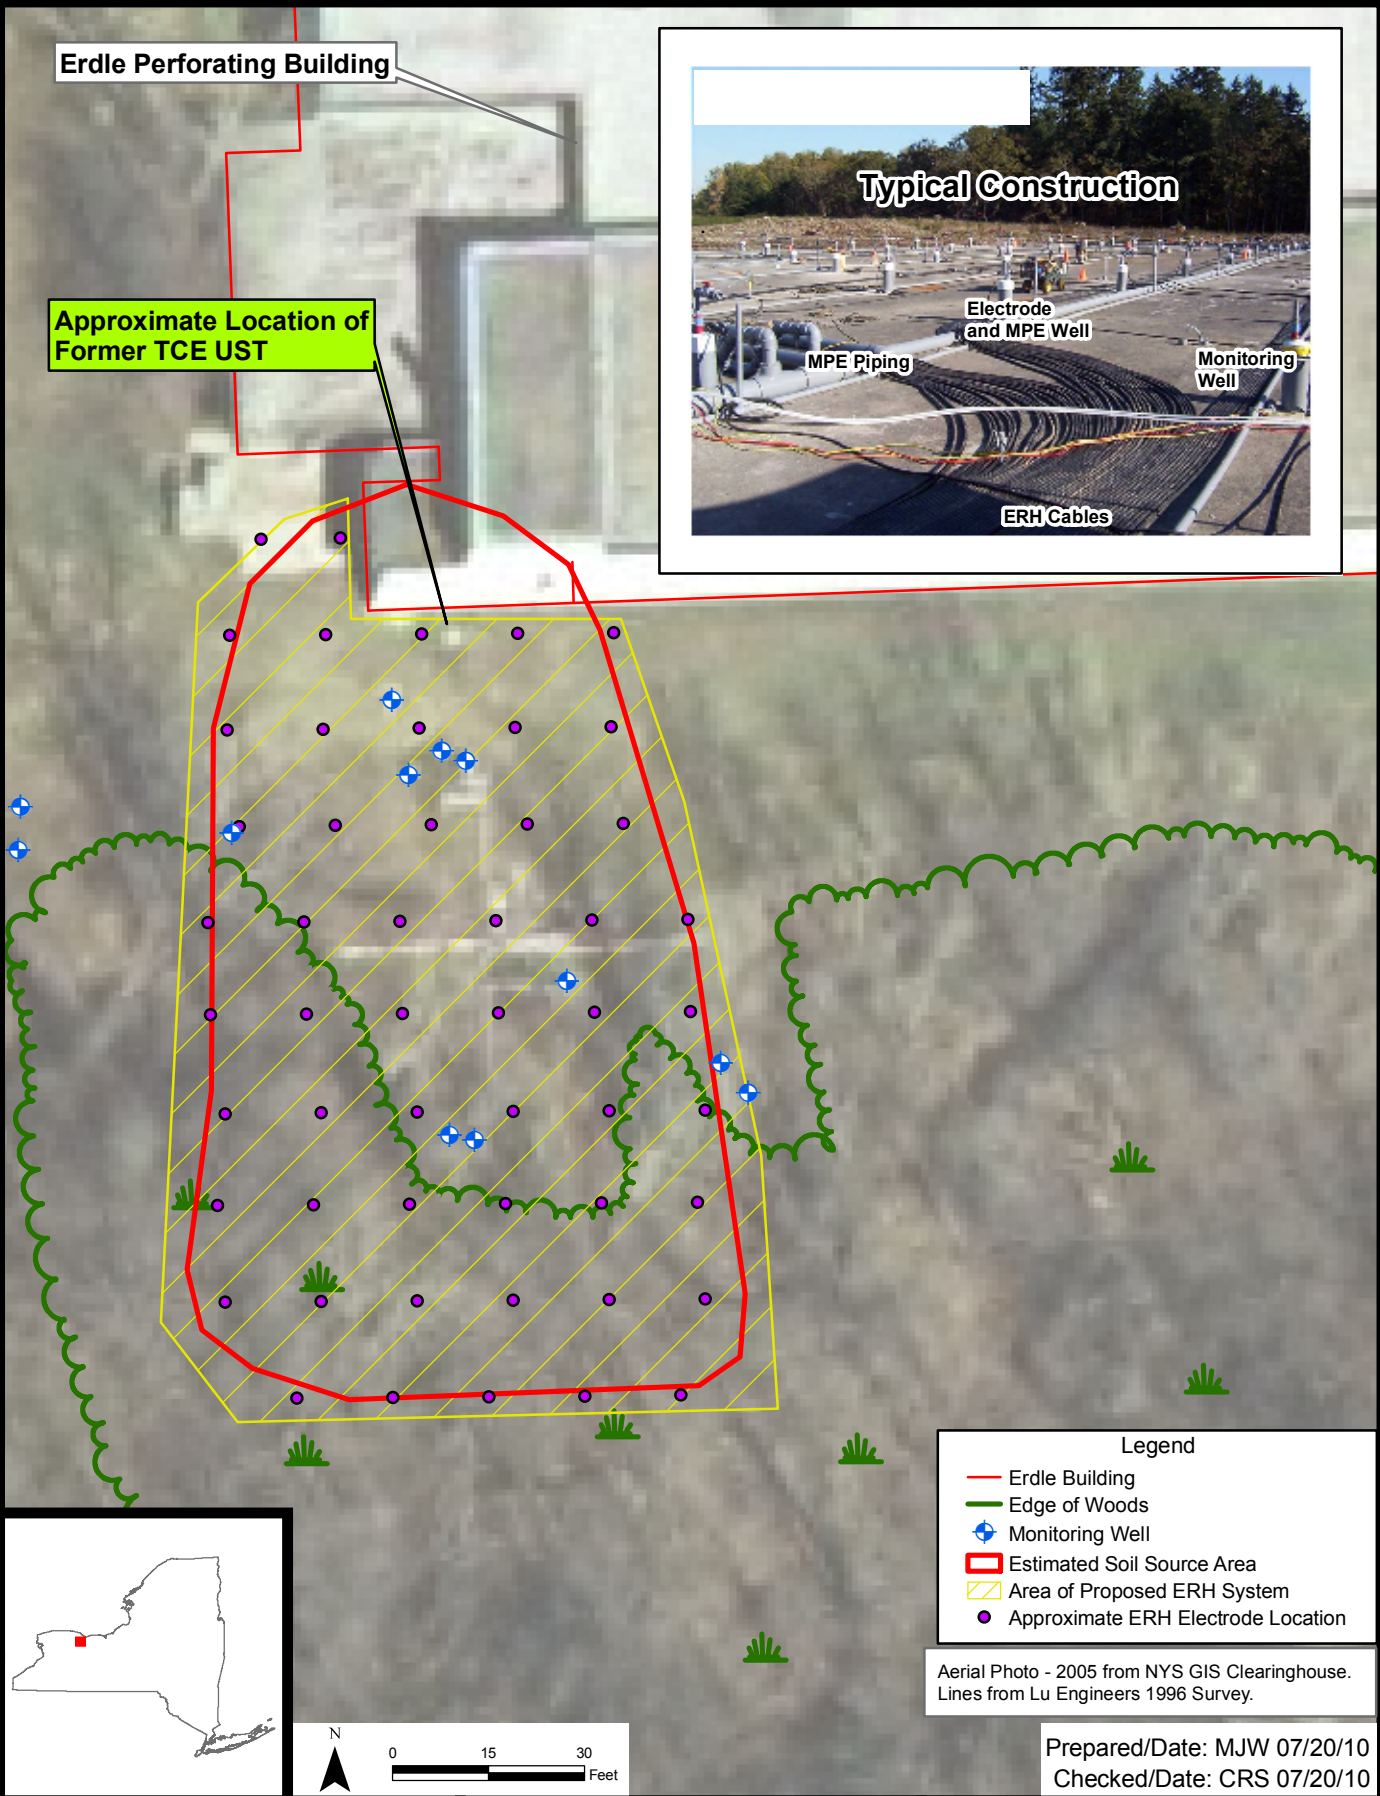 Erdle Perforating Building
Approximate Location of
Former TCE UST
Typical Construction
Electrode
and MPE Well
MPE Piping
Monitoring
Well
ERH Cables
Legend
Erdle Building
Edge of Woods
Monitoring Well
Estimated Soil Source Area
Area of Proposed ERH System
Approximate ERH Electrode Location
Aerial Photo - 2005 from NYS GIS Clearinghouse.
Lines from Lu Engineers 1996 Survey.
N
0 15 30
Feet
Prepared/Date: MJW 07/20/10
Checked/Date: CRS 07/20/10